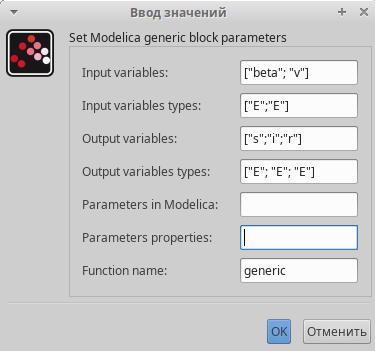 Ввод значений
Set Modelica generic block parameters
Input variables: ["beta"; "v"]
Input variables types: ["E";"E"]
Output variables: ["s";"i";"r"]
Output variables types: ["E"; "E"; "E"]
Parameters in Modelica:
Parameters properties:
Function name: generic
OK Отменить